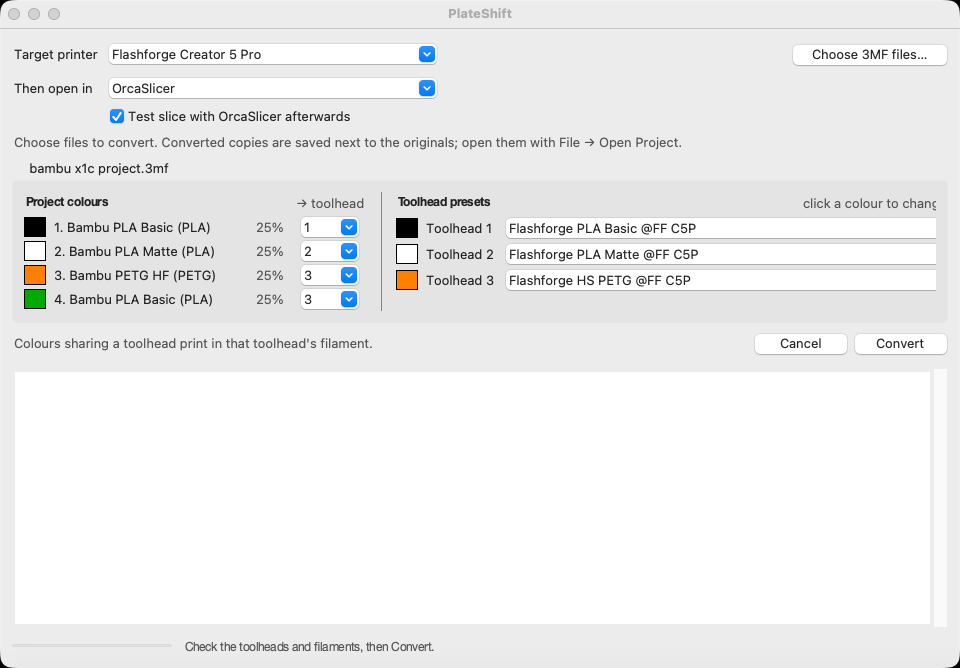 PlateShift
Target printer Flashforge Creator 5 Pro Choose 3MF files...
Then open in OrcaSlicer
Test slice with OrcaSlicer afterwards
Choose files to convert. Converted copies are saved next to the originals; open them with File → Open Project.
bambu x1c project.3mf
Project colours → toolhead
1. Bambu PLA Basic (PLA) 25% 1
2. Bambu PLA Matte (PLA) 25% 2
3. Bambu PETG HF (PETG) 25% 3
4. Bambu PLA Basic (PLA) 25% 3
Toolhead presets click a colour to chang
Toolhead 1 Flashforge PLA Basic @FF C5P
Toolhead 2 Flashforge PLA Matte @FF C5P
Toolhead 3 Flashforge HS PETG @FF C5P
Colours sharing a toolhead print in that toolhead's filament. Cancel Convert
Check the toolheads and filaments, then Convert.